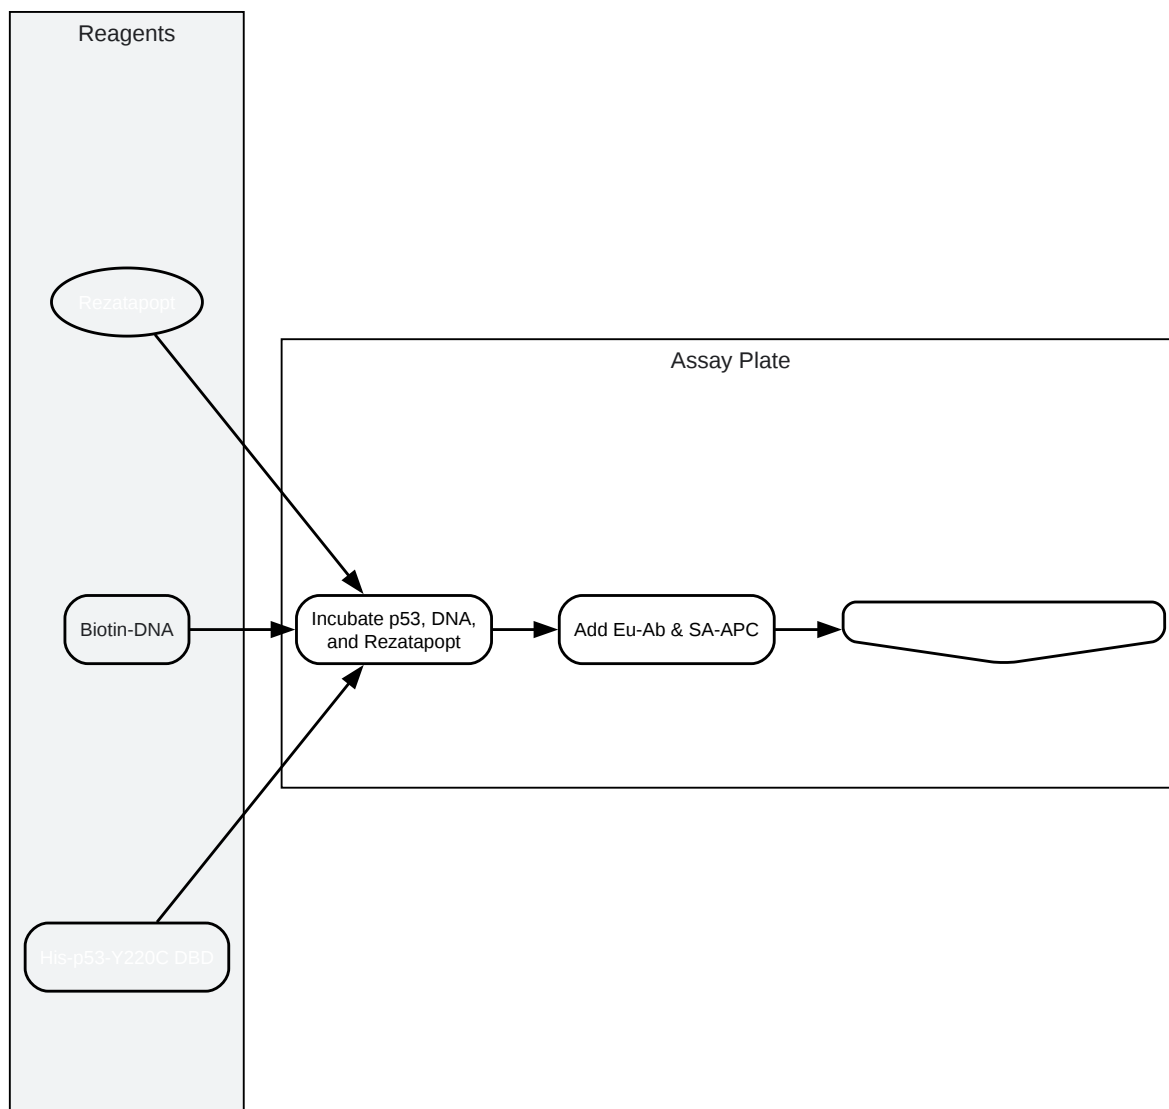 Reagents
Rezatapopt
Assay Plate
Biotin-DNA
Incubate p53, DNA,
and Rezatapopt
Add Eu-Ab & SA-APC
His-p53-Y220C DBD